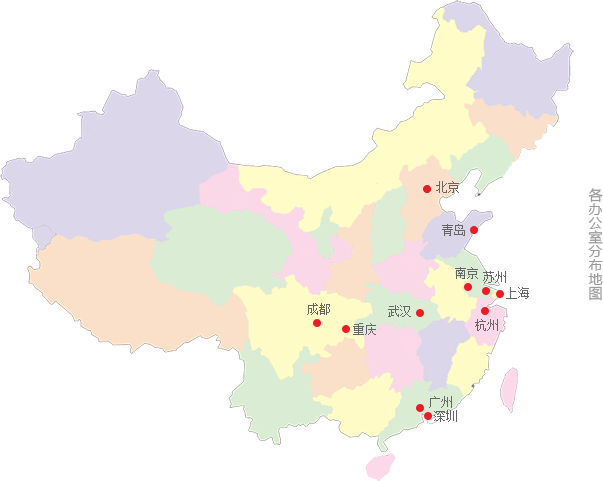 北京
青岛
南京
苏州
上海
成都
武汉
杭州
重庆
广州
深圳
各办公室分布地图